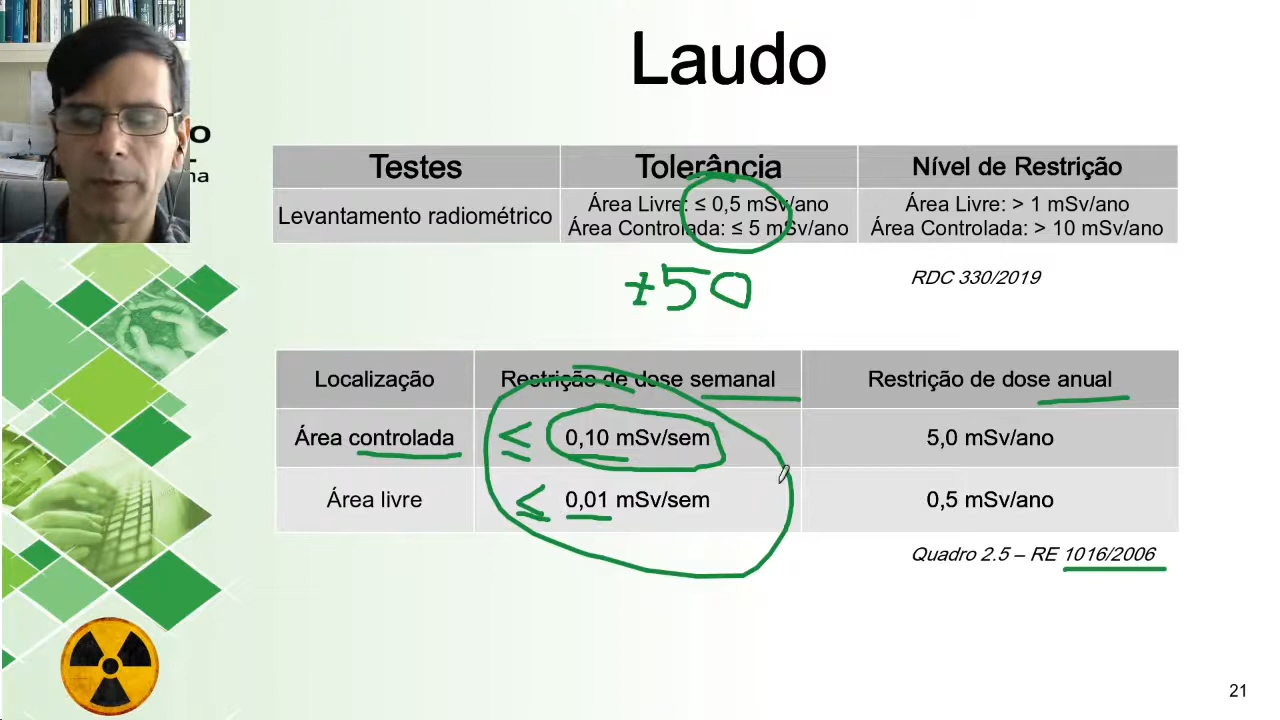 Laudo
o
na
Testes Tolerância Nível de Restrição
Levantamento radiométrico
Área Livre: ≤ 0,5 mSv/ano
Área Controlada: ≤ 5 mSv/ano
Área Livre: > 1 mSv/ano
Área Controlada: > 10 mSv/ano
RDC 330/2019
÷50
Localização Restrição de dose semanal Restrição de dose anual
Área controlada ≤ 0,10 mSv/sem 5,0 mSv/ano
Área livre ≤ 0,01 mSv/sem 0,5 mSv/ano
Quadro 2.5 – RE 1016/2006
21